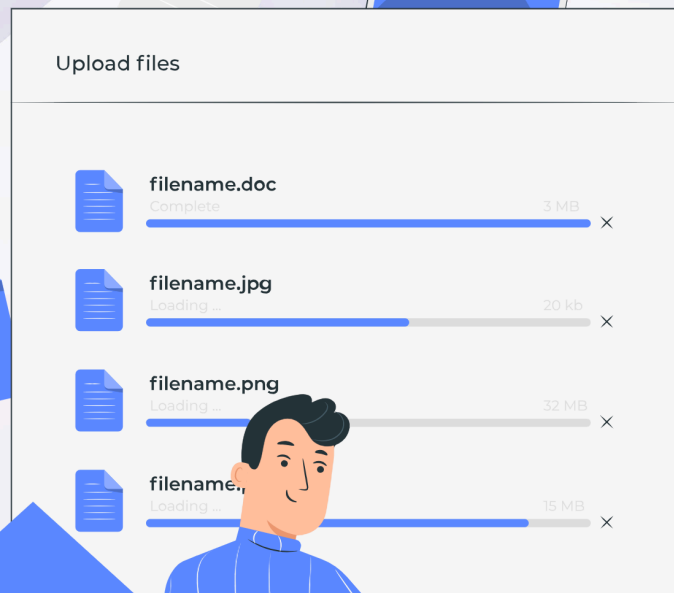 Upload files
filename.doc
Complete
3 MB
filename.jpg
Loading ...
20 kb
filename.png
Loading ...
32 MB
Loading ...
15 MB